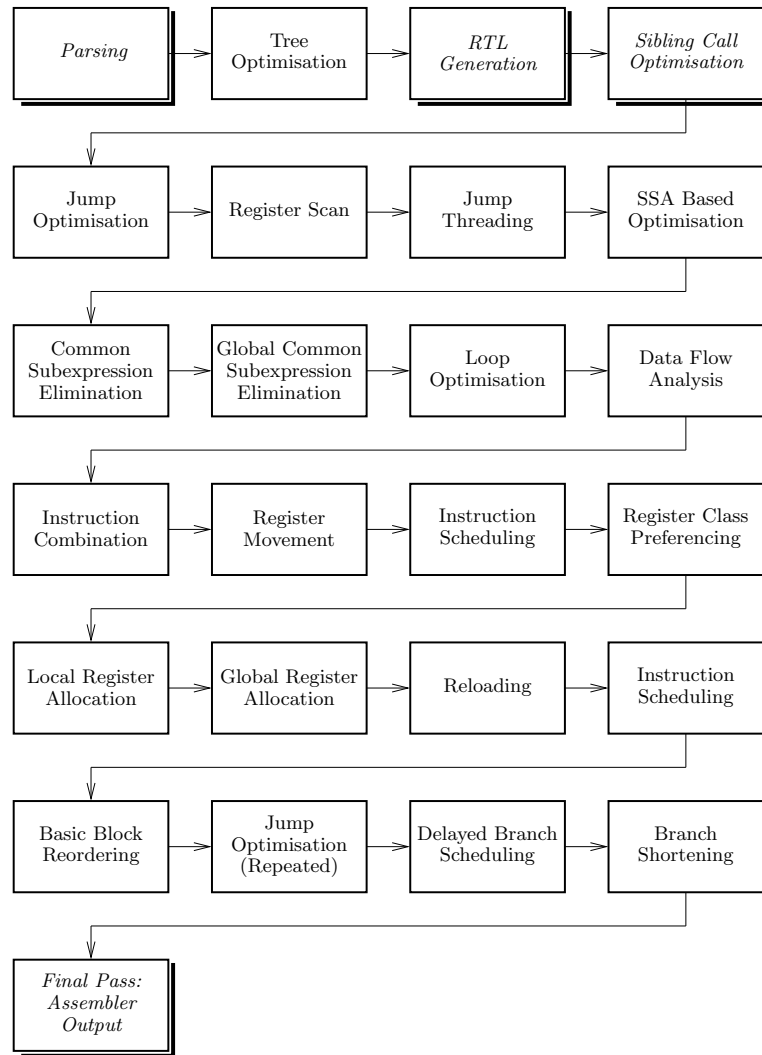 Parsing
Tree
Optimisation
RTL
Generation
Sibling Call
Optimisation
Jump
Optimisation
Register Scan
Jump
Threading
SSA Based
Optimisation
Common
Subexpression
Elimination
Global Common
Subexpression
Elimination
Loop
Optimisation
Data Flow
Analysis
Instruction
Combination
Register
Movement
Instruction
Scheduling
Register Class
Preferencing
Local Register
Allocation
Global Register
Allocation
Reloading
Instruction
Scheduling
Basic Block
Reordering
Jump
Optimisation
(Repeated)
Delayed Branch
Scheduling
Branch
Shortening
Final Pass:
Assembler
Output